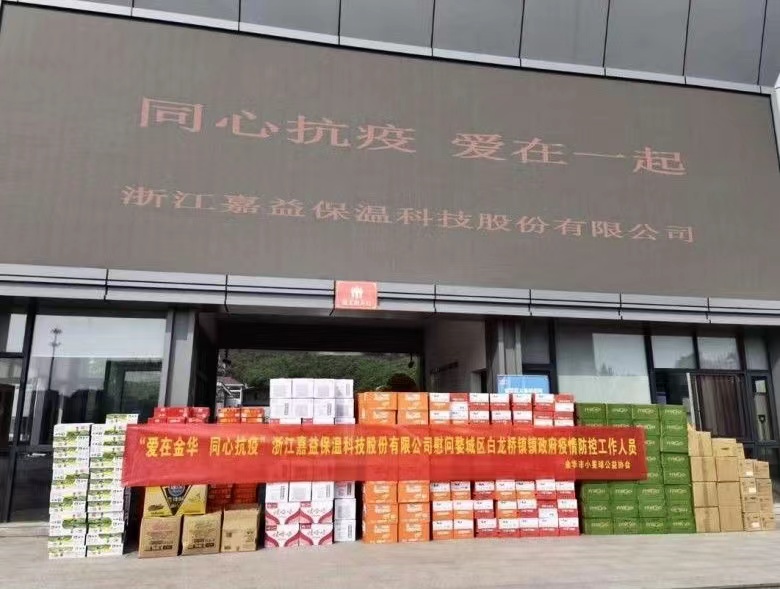 同心抗疫 爱在一起
浙江嘉益保温科技股份有限公司
“爱在金华 同心抗疫”浙江嘉益保温科技股份有限公司慰问婺城区白龙桥镇镇政府疫情防控工作人员
金华市小星球公益协会